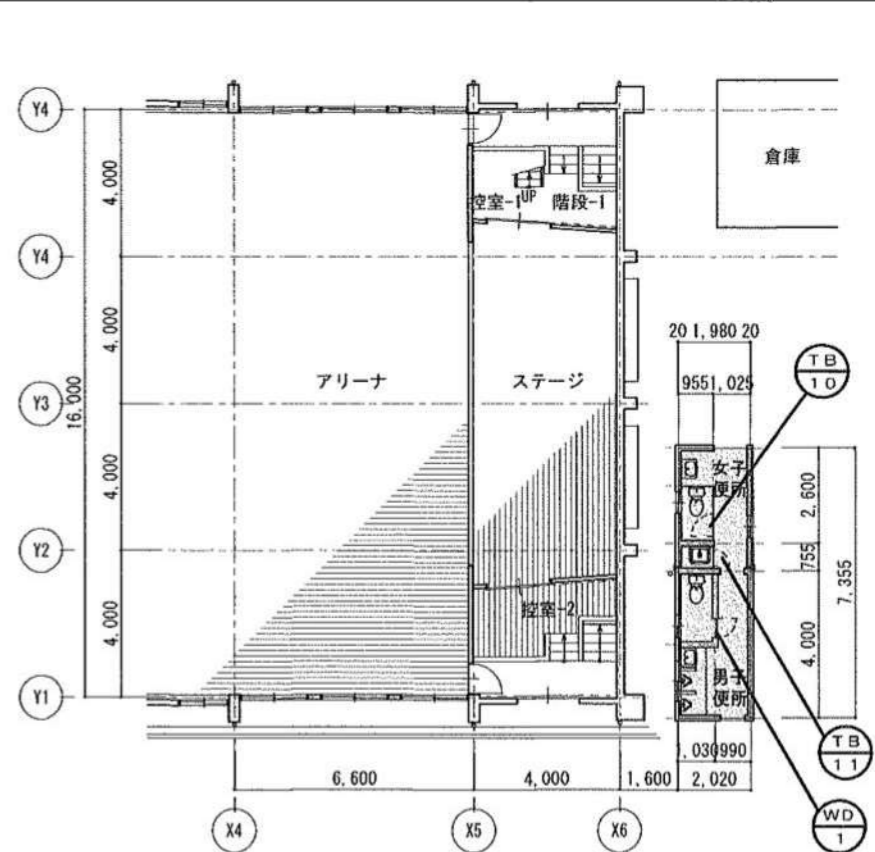 Y4
倉庫
4,000
控室-1
UP
階段-1
Y4
4,000
16,000
アリーナ
ステージ
Y3
20 1,980 20
TB
10
9551,025
女子
便所
2,600
4,000
Y2
755
7,355
控室-2
4,000
4,000
男子
便所
Y1
1,030990
TB
11
6,600
4,000
1,600
2,020
X4
X5
X6
WD
1